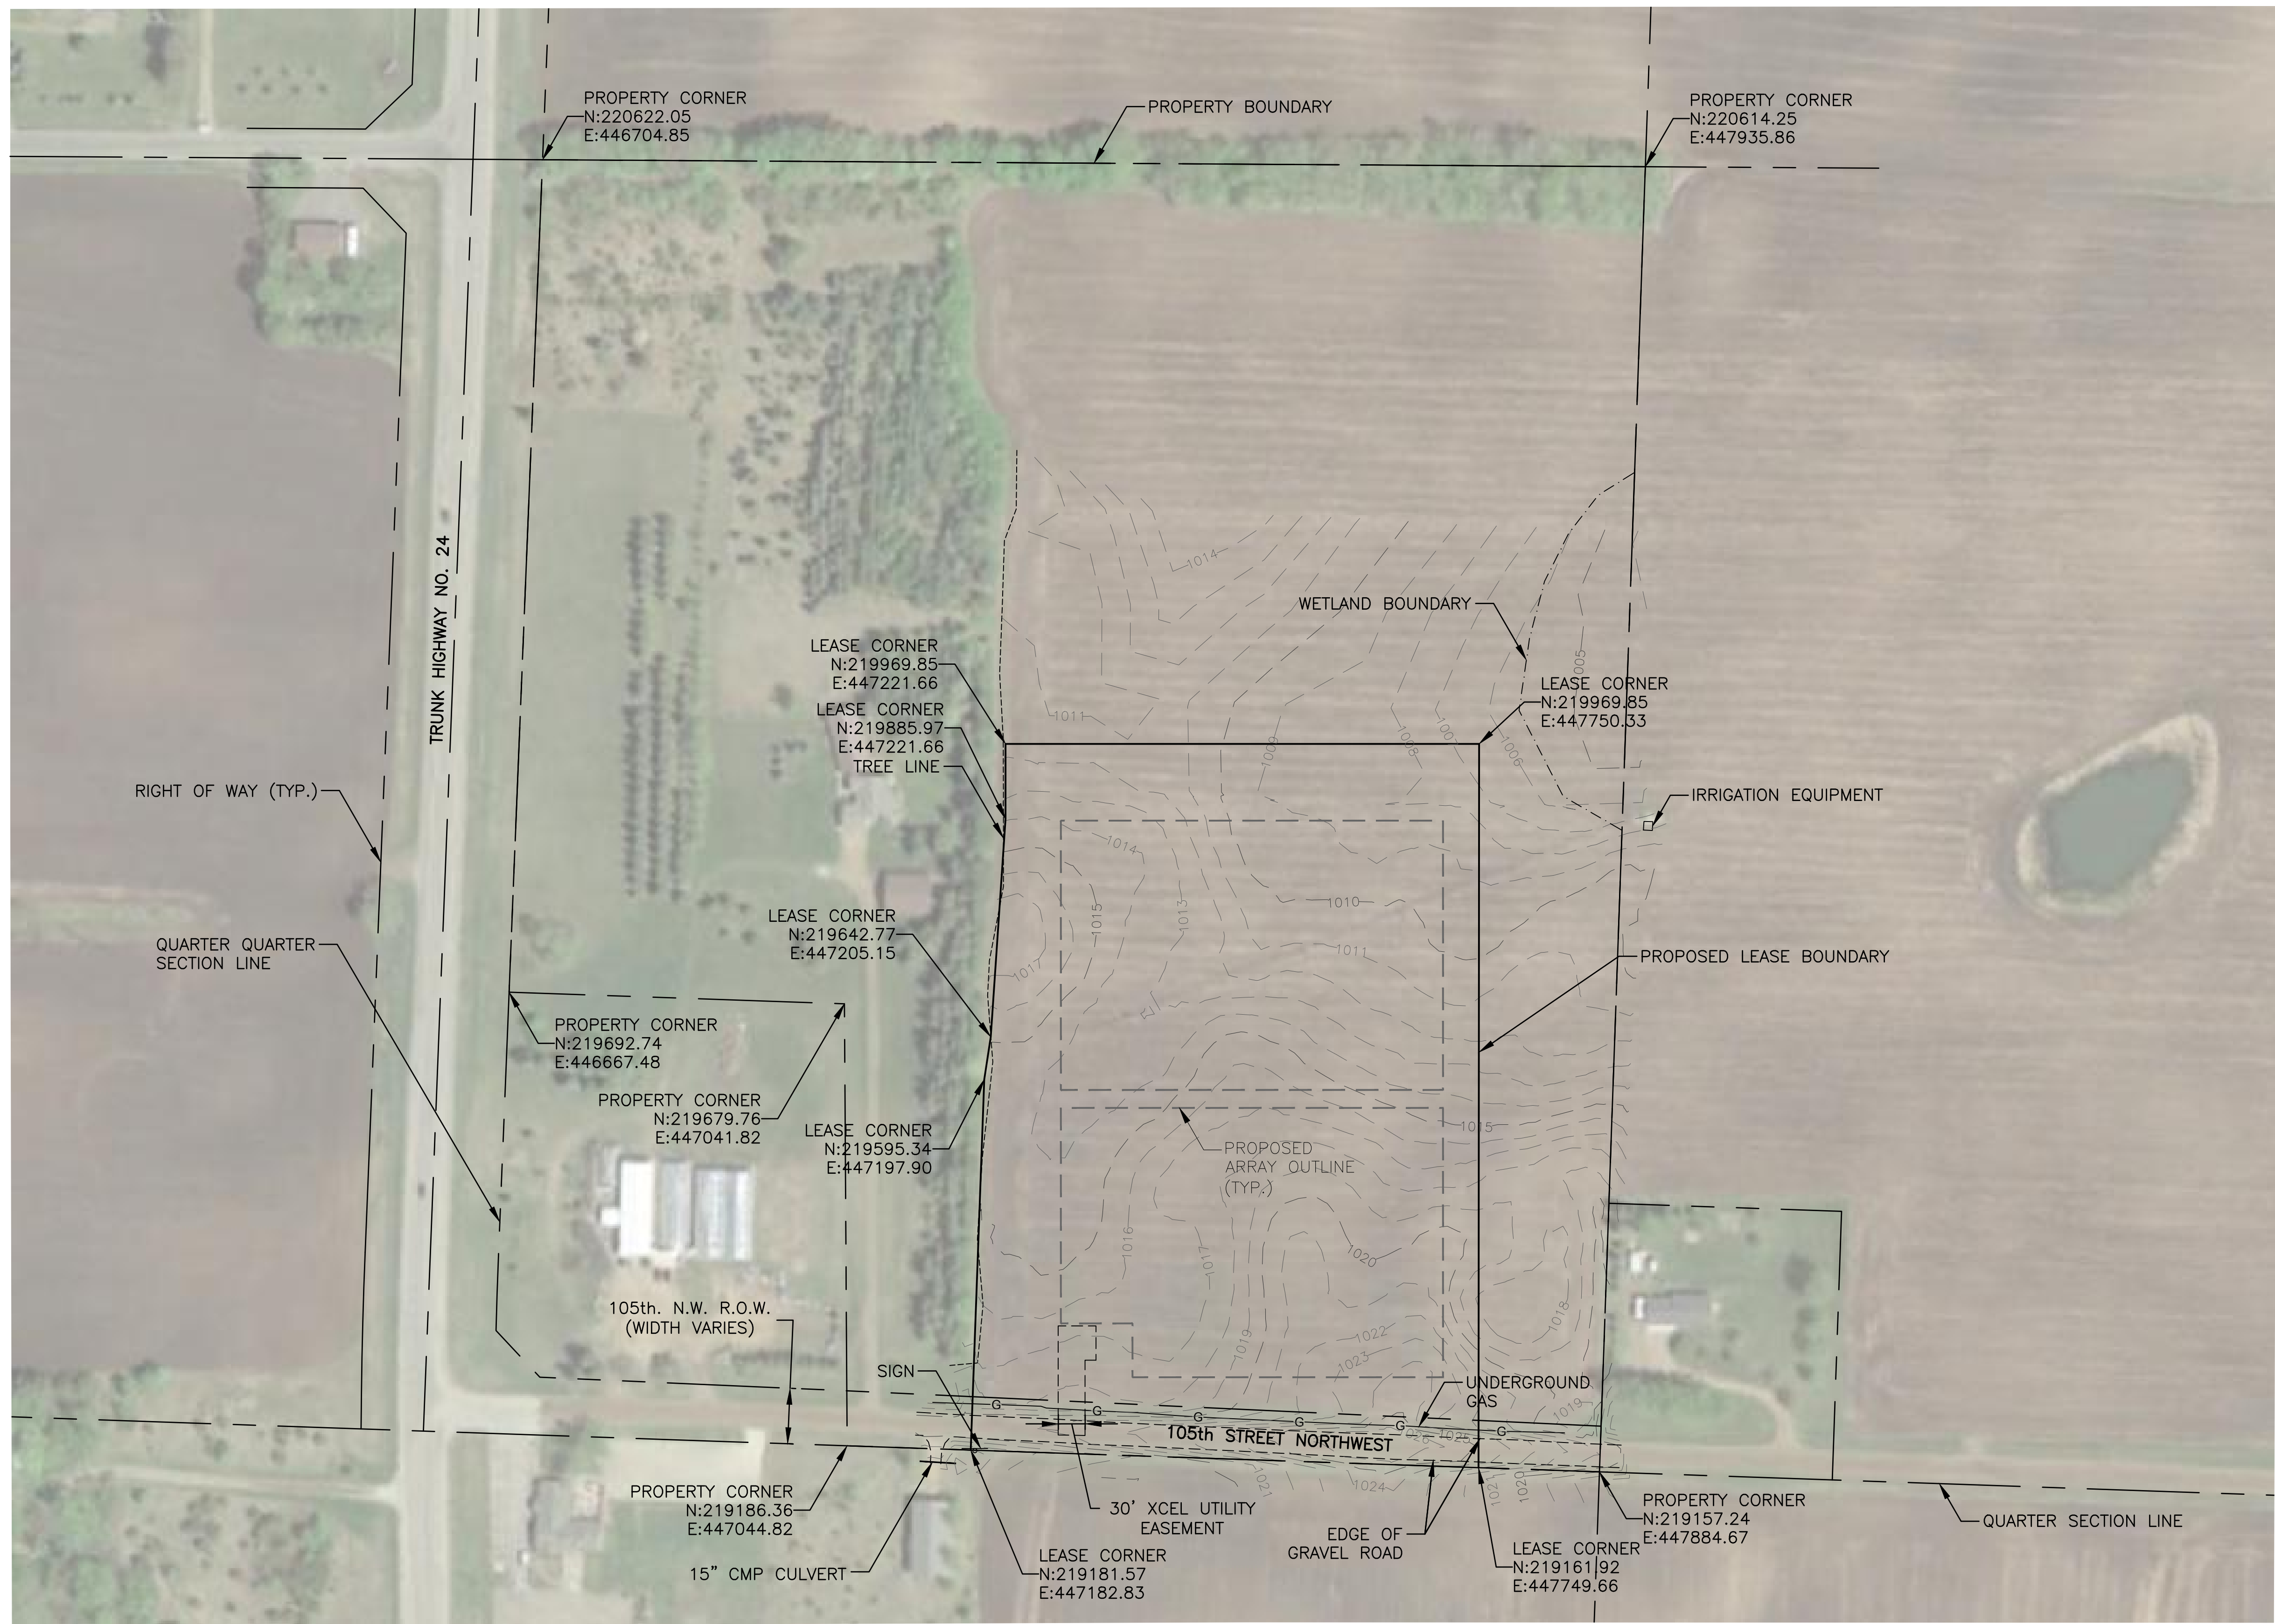 PROPERTY CORNER
N:220622.05
E:446704.85
PROPERTY BOUNDARY
PROPERTY CORNER
N:220614.25
E:447935.86
TRUNK HIGHWAY NO. 24
1014
WETLAND BOUNDARY
1005
LEASE CORNER
N:219969.85
E:447221.66
LEASE CORNER
N:219969.85
E:447750.33
LEASE CORNER
N:219885.97
E:447221.66
TREE LINE
1011
1009
1008
1007
1006
RIGHT OF WAY (TYP.)
IRRIGATION EQUIPMENT
1014
1015
1013
1010
1011
1017
LEASE CORNER
N:219642.77
E:447205.15
QUARTER QUARTER
SECTION LINE
PROPOSED LEASE BOUNDARY
PROPERTY CORNER
N:219692.74
E:446667.48
PROPERTY CORNER
N:219679.76
E:447041.82
LEASE CORNER
N:219595.34
E:447197.90
1015
PROPOSED
ARRAY OUTLINE
(TYP.)
1016
1017
1020
1018
1019
1022
1023
105th. N.W. R.O.W.
(WIDTH VARIES)
SIGN
UNDERGROUND
GAS
1019
G
G
G
G
G
G
105th STREET NORTHWEST
1026
1025
1021
1024
1021
1020
PROPERTY CORNER
N:219186.36
E:447044.82
30' XCEL UTILITY
EASEMENT
EDGE OF
GRAVEL ROAD
PROPERTY CORNER
N:219157.24
E:447884.67
QUARTER SECTION LINE
15" CMP CULVERT
LEASE CORNER
N:219181.57
E:447182.83
LEASE CORNER
N:219161.92
E:447749.66